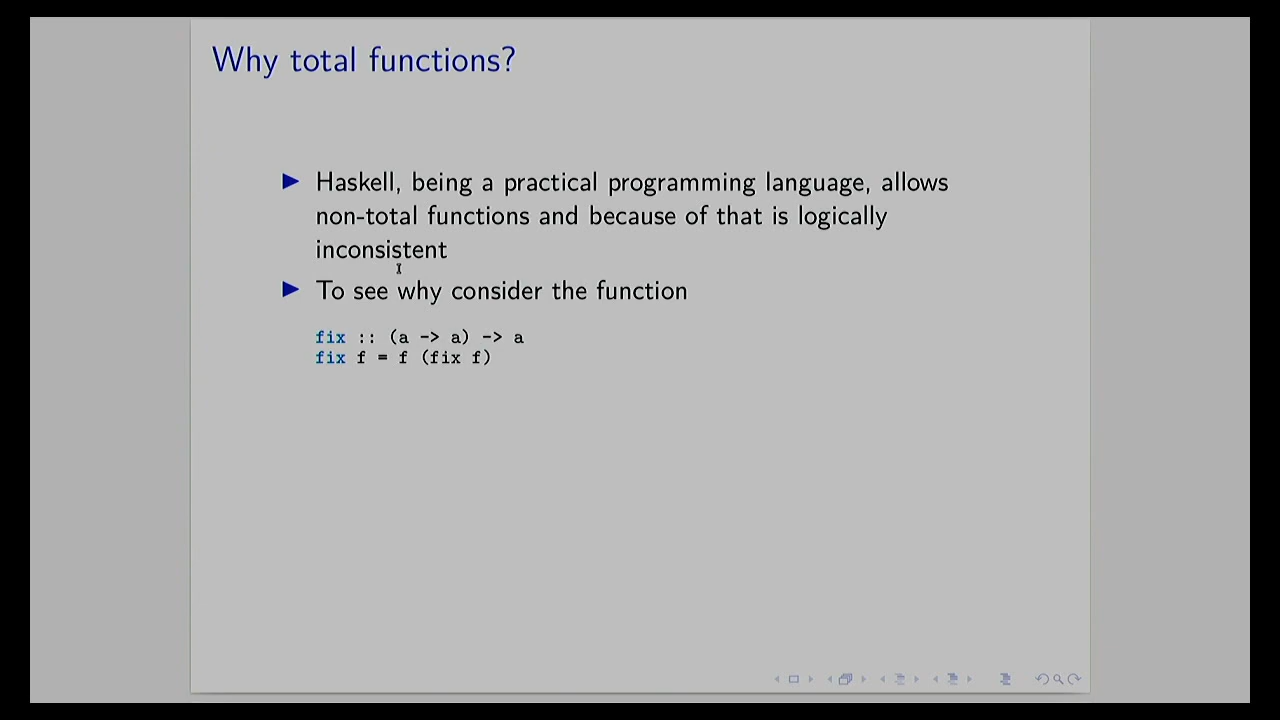 Why total functions?
Haskell, being a practical programming language, allows
non-total functions and because of that is logically
inconsistent
To see why consider the function
fix :: (a -> a) -> a
fix f = f (fix f)